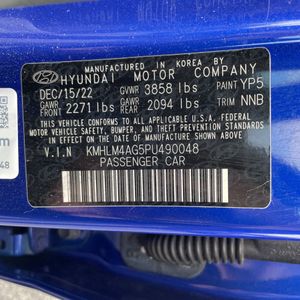 MANUFACTURED IN KOREA BY
HYUNDAI MOTOR COMPANY
DEC/15/22 GVWR 3858 lbs PAINT YP5
GAWR FRONT 2271 lbs GAWR REAR 2094 lbs TRIM NNB
THIS VEHICLE CONFORMS TO ALL APPLICABLE U.S.
FEDERAL MOTOR VEHICLE SAFETY, BUMPER AND
THEFT PREVENTION STANDARDS IN EFFECT ON
THE DATE OF MANUFACTURE SHOWN ABOVE.
V.I.N KMHLM4AG5PU490048
PASSENGER CAR
m
48